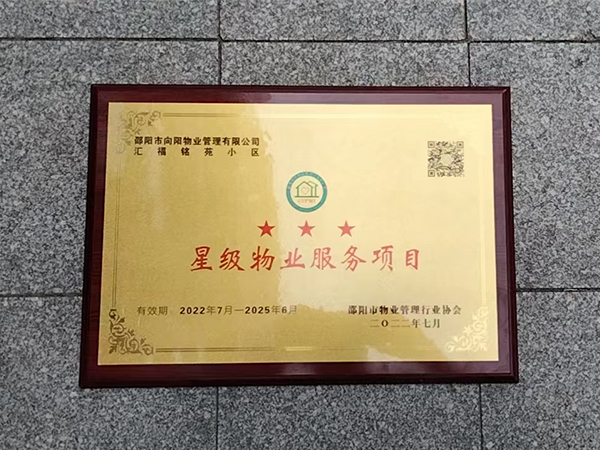 邵阳市向阳物业管理有限公司
汇福铭苑小区
星级物业服务项目
有效期 2022年7月—2025年6月
邵阳市物业管理行业协会
二〇二二年七月